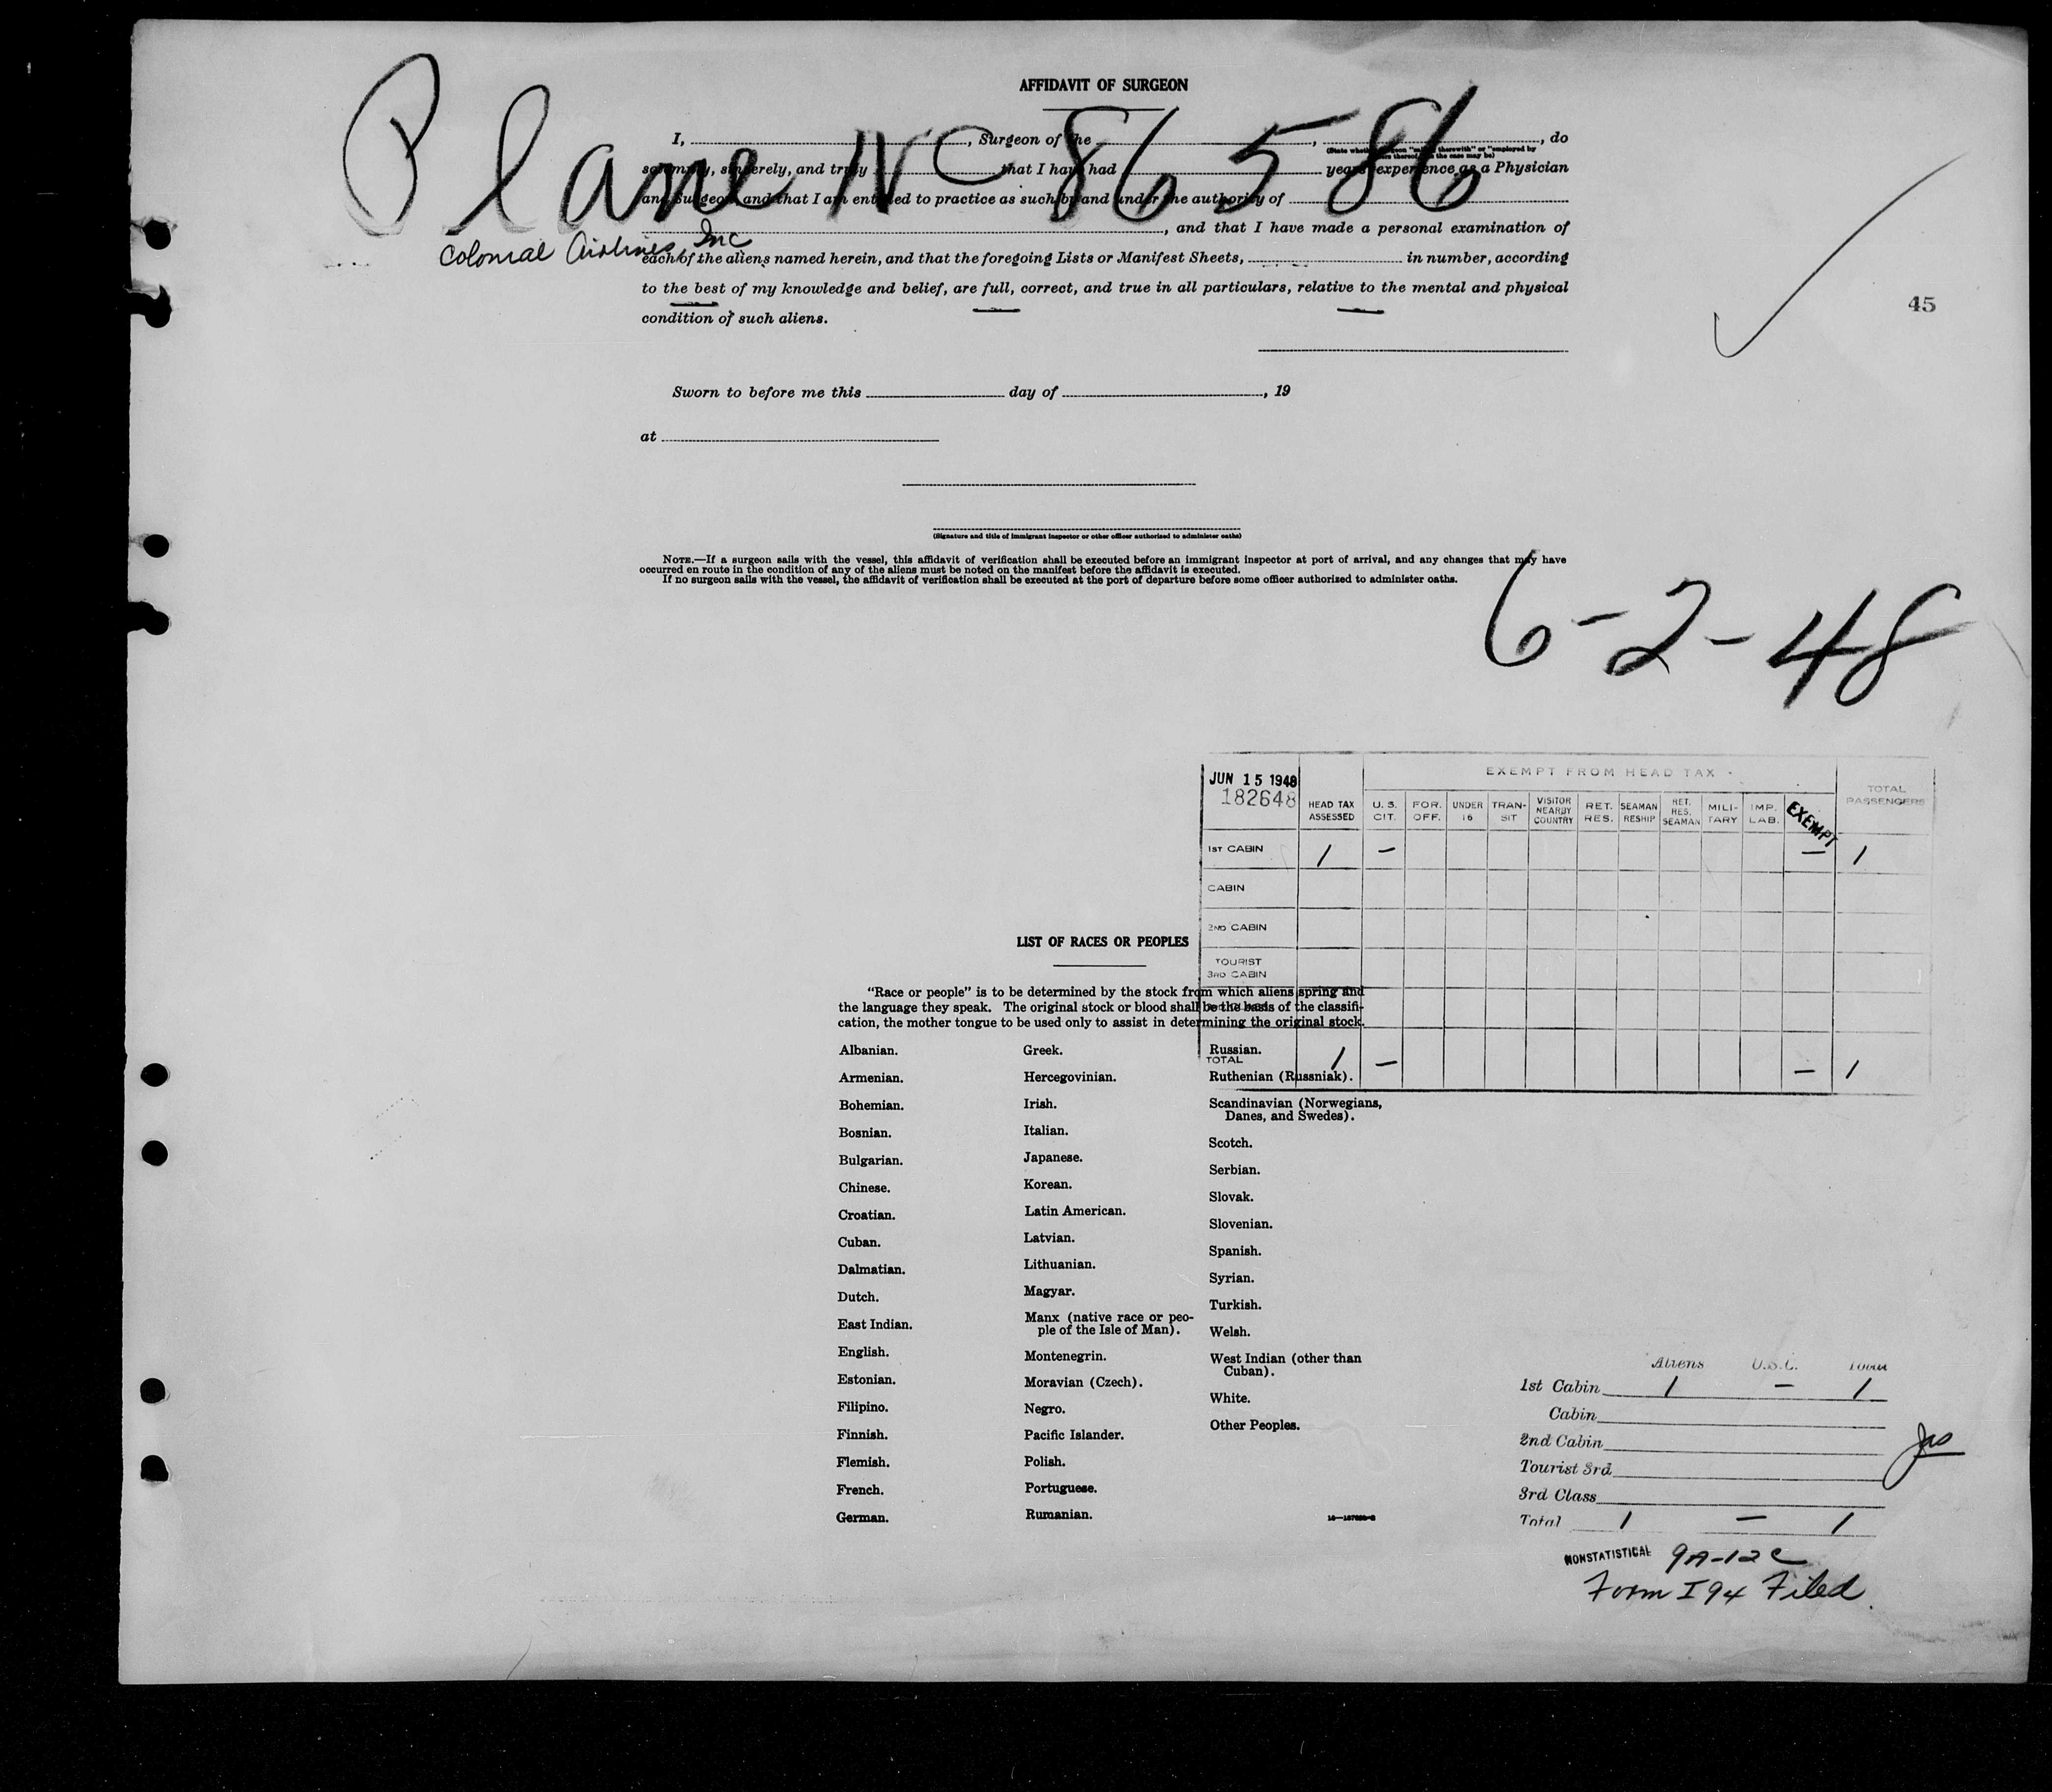 AFFIDAVIT OF SURGEON
Plane NC 86586
I, , Surgeon of the , , do
(State whether surgeon "sailing therewith" or "employed by
owners thereof," as the case may be)
solemnly, sincerely, and truly that I have had years' experience as a Physician
and Surgeon and that I am entitled to practice as such by and under the authority of
, and that I have made a personal examination of
Colonial Airlines, Inc
each of the aliens named herein, and that the foregoing Lists or Manifest Sheets, in number, according
to the best of my knowledge and belief, are full, correct, and true in all particulars, relative to the mental and physical
condition of such aliens.
45
Sworn to before me this day of , 19
at
(Signature and title of immigrant inspector or other officer authorized to administer oaths)
NOTE.—If a surgeon sails with the vessel, this affidavit of verification shall be executed before an immigrant inspector at port of arrival, and any changes that may have
occurred en route in the condition of any of the aliens must be noted on the manifest before the affidavit is executed.
If no surgeon sails with the vessel, the affidavit of verification shall be executed at the port of departure before some officer authorized to administer oaths.
6-2-48
JUN 15 1948
182648
EXEMPT FROM HEAD TAX
HEAD TAX ASSESSED U. S. CIT. FOR. OFF. UNDER 16 TRAN- SIT VISITOR NEARBY COUNTRY RET. RES. SEAMAN RESHIP RET. RES. SEAMAN MILI- TARY IMP. LAB. EXEMPT TOTAL PASSENGERS
1ST CABIN 1 – – 1
CABIN
2ND CABIN
TOURIST
3RD CABIN
TOTAL 1 – – 1
LIST OF RACES OR PEOPLES
"Race or people" is to be determined by the stock from which aliens spring and
the language they speak. The original stock or blood shall be the basis of the classifi-
cation, the mother tongue to be used only to assist in determining the original stock.
Albanian.
Armenian.
Bohemian.
Bosnian.
Bulgarian.
Chinese.
Croatian.
Cuban.
Dalmatian.
Dutch.
East Indian.
English.
Estonian.
Filipino.
Finnish.
Flemish.
French.
German.
Greek.
Hercegovinian.
Irish.
Italian.
Japanese.
Korean.
Latin American.
Latvian.
Lithuanian.
Magyar.
Manx (native race or peo-
ple of the Isle of Man).
Montenegrin.
Moravian (Czech).
Negro.
Pacific Islander.
Polish.
Portuguese.
Rumanian.
Russian.
Ruthenian (Russniak).
Scandinavian (Norwegians,
Danes, and Swedes).
Scotch.
Serbian.
Slovak.
Slovenian.
Spanish.
Syrian.
Turkish.
Welsh.
West Indian (other than
Cuban).
White.
Other Peoples.
Aliens U.S.C. Total
1st Cabin 1 – 1
Cabin
2nd Cabin
Tourist 3rd
3rd Class
Total 1 – 1
NONSTATISTICAL 9A-12C
Form I 94 Filed.